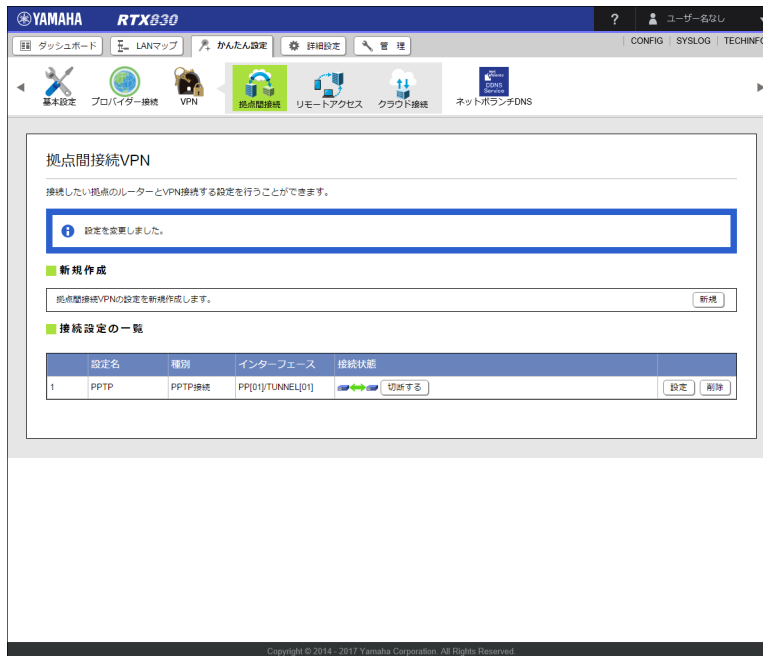 YAMAHA RTX830 ? ユーザー名なし
ダッシュボード LANマップ かんたん設定 詳細設定 管 理 CONFIG SYSLOG TECHINFO
基本設定 プロバイダー接続 VPN 拠点間接続 リモートアクセス クラウド接続 DDNS Service ネットボランチDNS
拠点間接続VPN
接続したい拠点のルーターとVPN接続する設定を行うことができます。
設定を変更しました。
新規作成
拠点間接続VPNの設定を新規作成します。 新規
接続設定の一覧
設定名 種別 インターフェース 接続状態
1 PPTP PPTP接続 PP[01]/TUNNEL[01] 切断する 設定 削除
Copyright © 2014 - 2017 Yamaha Corporation. All Rights Reserved.